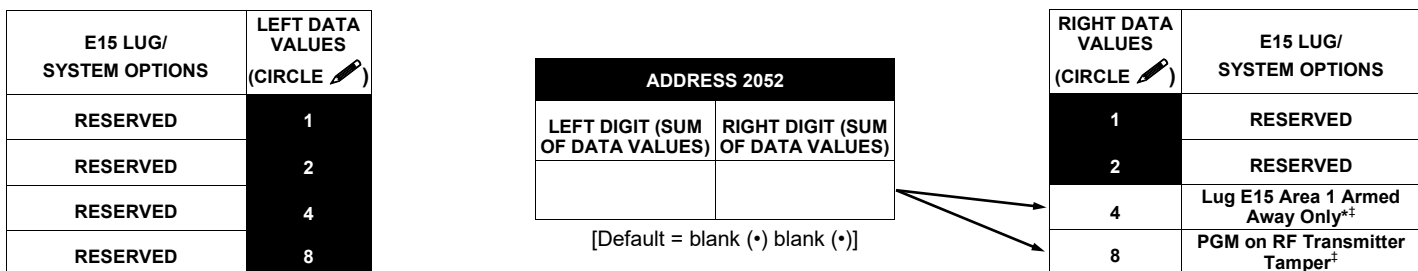 E15 LUG/
SYSTEM OPTIONS
LEFT DATA
VALUES
(CIRCLE ✎)
RESERVED 1
RESERVED 2
RESERVED 4
RESERVED 8
ADDRESS 2052
LEFT DIGIT (SUM
OF DATA VALUES)
RIGHT DIGIT (SUM
OF DATA VALUES)
[Default = blank (•) blank (•)]
RIGHT DATA
VALUES
(CIRCLE ✎)
E15 LUG/
SYSTEM OPTIONS
1 RESERVED
2 RESERVED
4 Lug E15 Area 1 Armed
Away Only*‡
8 PGM on RF Transmitter
Tamper‡